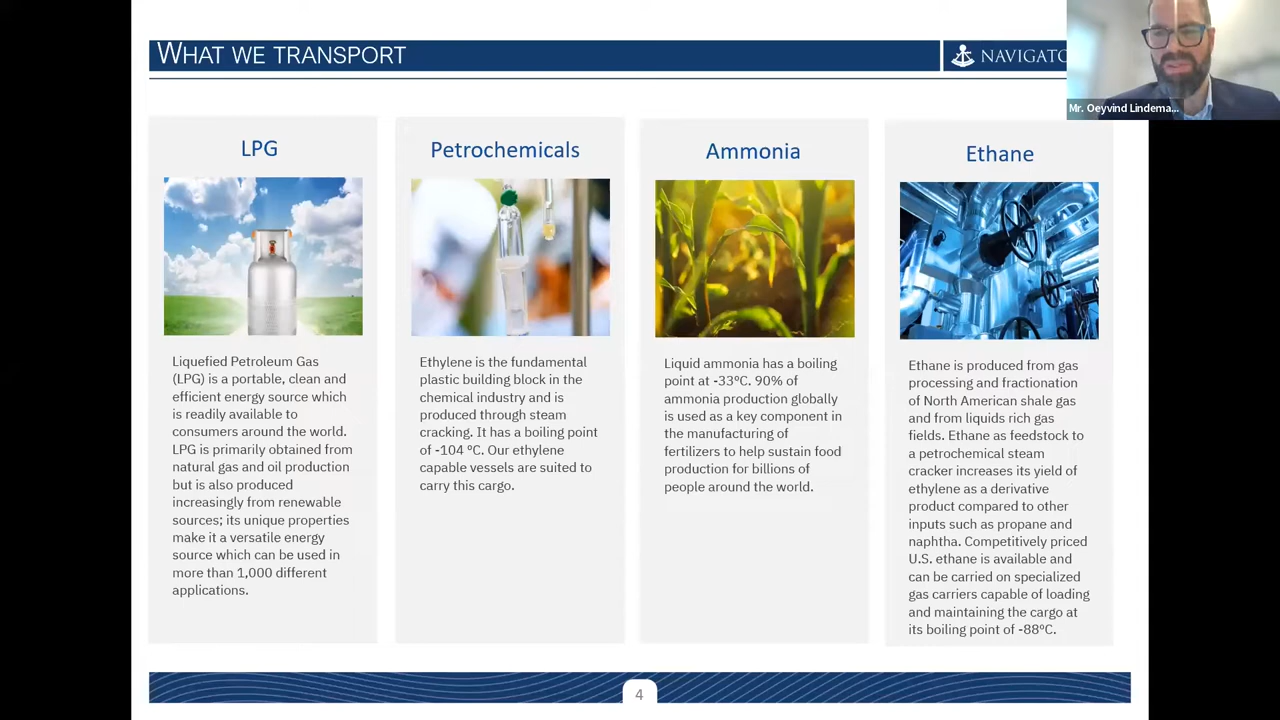 WHAT WE TRANSPORT
NAVIGATO
Mr. Oeyvind Lindema...
LPG
Liquefied Petroleum Gas
(LPG) is a portable, clean and
efficient energy source which
is readily available to
consumers around the world.
LPG is primarily obtained from
natural gas and oil production
but is also produced
increasingly from renewable
sources; its unique properties
make it a versatile energy
source which can be used in
more than 1,000 different
applications.
Petrochemicals
Ethylene is the fundamental
plastic building block in the
chemical industry and is
produced through steam
cracking. It has a boiling point
of -104 ºC. Our ethylene
capable vessels are suited to
carry this cargo.
Ammonia
Liquid ammonia has a boiling
point at -33ºC. 90% of
ammonia production globally
is used as a key component in
the manufacturing of
fertilizers to help sustain food
production for billions of
people around the world.
Ethane
Ethane is produced from gas
processing and fractionation
of North American shale gas
and from liquids rich gas
fields. Ethane as feedstock to
a petrochemical steam
cracker increases its yield of
ethylene as a derivative
product compared to other
inputs such as propane and
naphtha. Competitively priced
U.S. ethane is available and
can be carried on specialized
gas carriers capable of loading
and maintaining the cargo at
its boiling point of -88ºC.
4